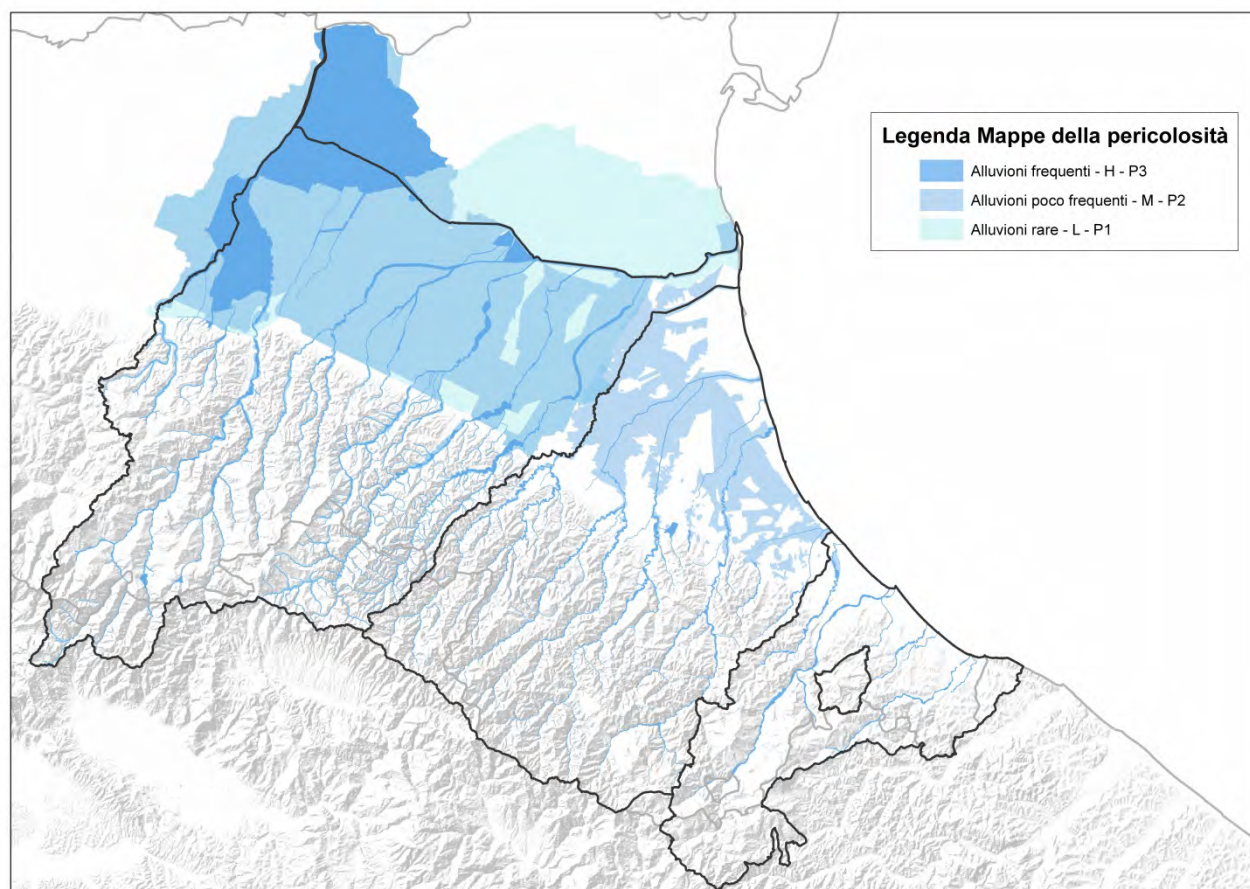 Legenda Mappe della pericolosità
Alluvioni frequenti - H - P3
Alluvioni poco frequenti - M - P2
Alluvioni rare - L - P1